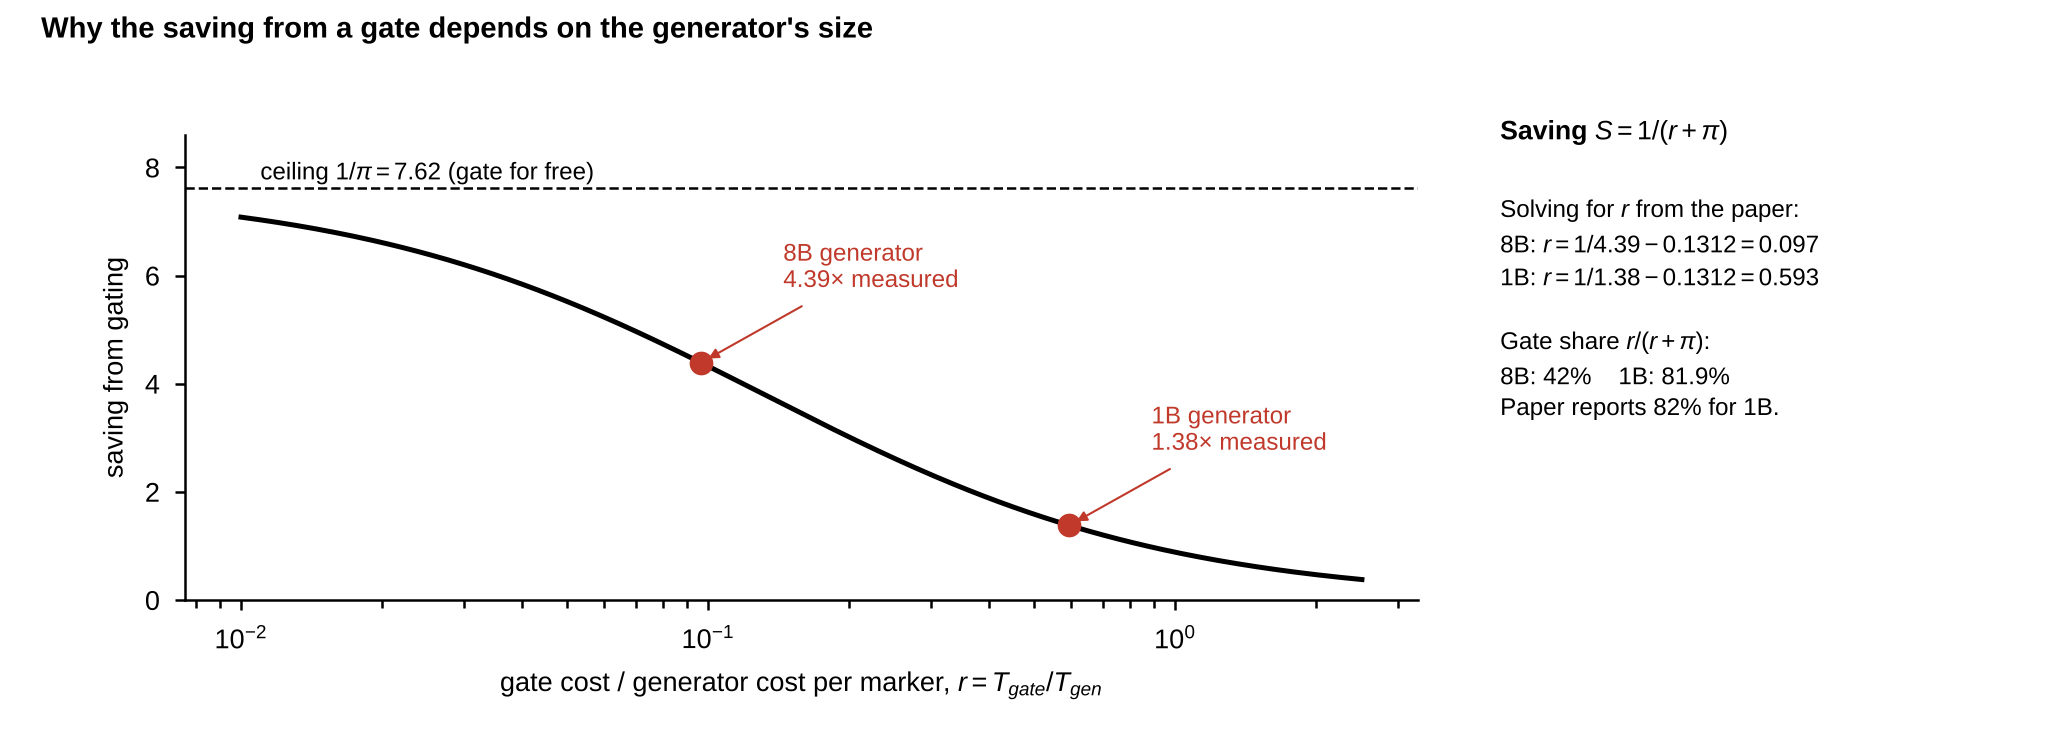 Why the saving from a gate depends on the generator's size
ceiling 1/π = 7.62 (gate for free)
8B generator
4.39× measured
1B generator
1.38× measured
saving from gating
8
6
4
2
0
10⁻²
10⁻¹
10⁰
gate cost / generator cost per marker, r = T_gate/T_gen
Saving S = 1/(r + π)
Solving for r from the paper:
8B: r = 1/4.39 − 0.1312 = 0.097
1B: r = 1/1.38 − 0.1312 = 0.593
Gate share r/(r + π):
8B: 42% 1B: 81.9%
Paper reports 82% for 1B.